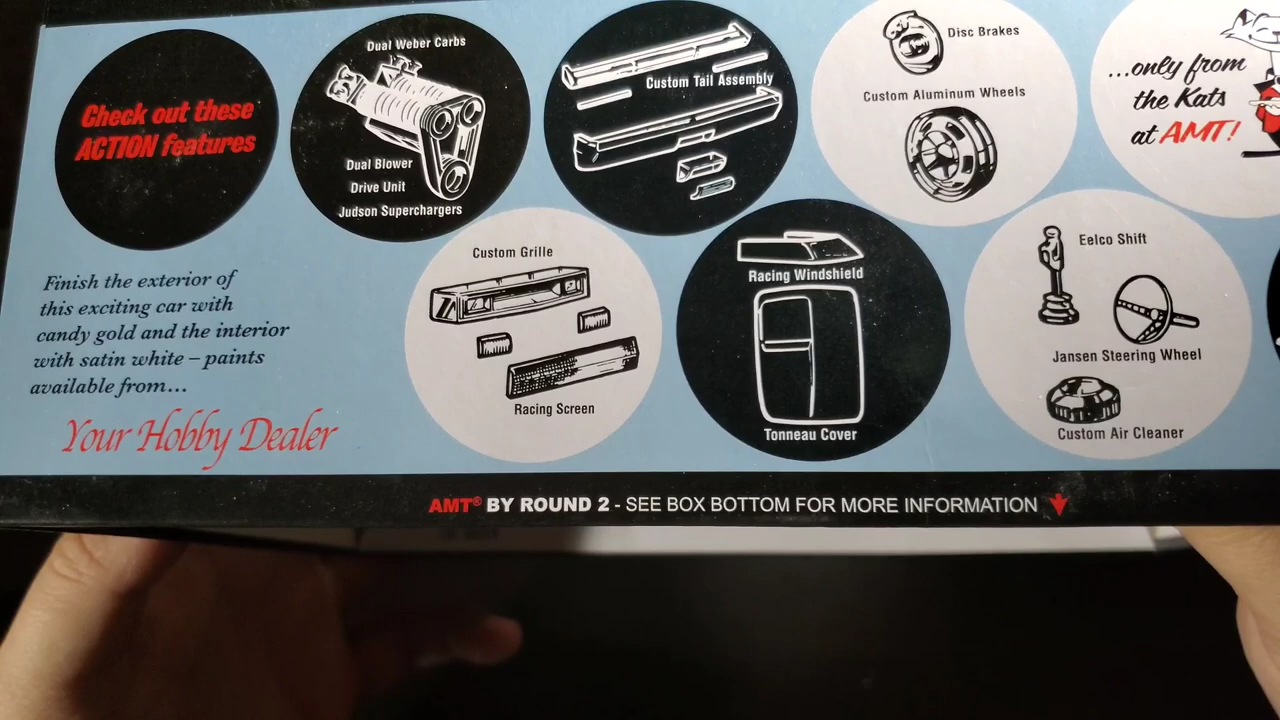 Check out these
ACTION features
Dual Weber Carbs
Dual Blower
Drive Unit
Judson Superchargers
Custom Tail Assembly
Disc Brakes
Custom Aluminum Wheels
...only from
the Kats
at AMT!
Finish the exterior of
this exciting car with
candy gold and the interior
with satin white – paints
available from...
Your Hobby Dealer
Custom Grille
Racing Screen
Racing Windshield
Tonneau Cover
Eelco Shift
Jansen Steering Wheel
Custom Air Cleaner
AMT® BY ROUND 2 - SEE BOX BOTTOM FOR MORE INFORMATION